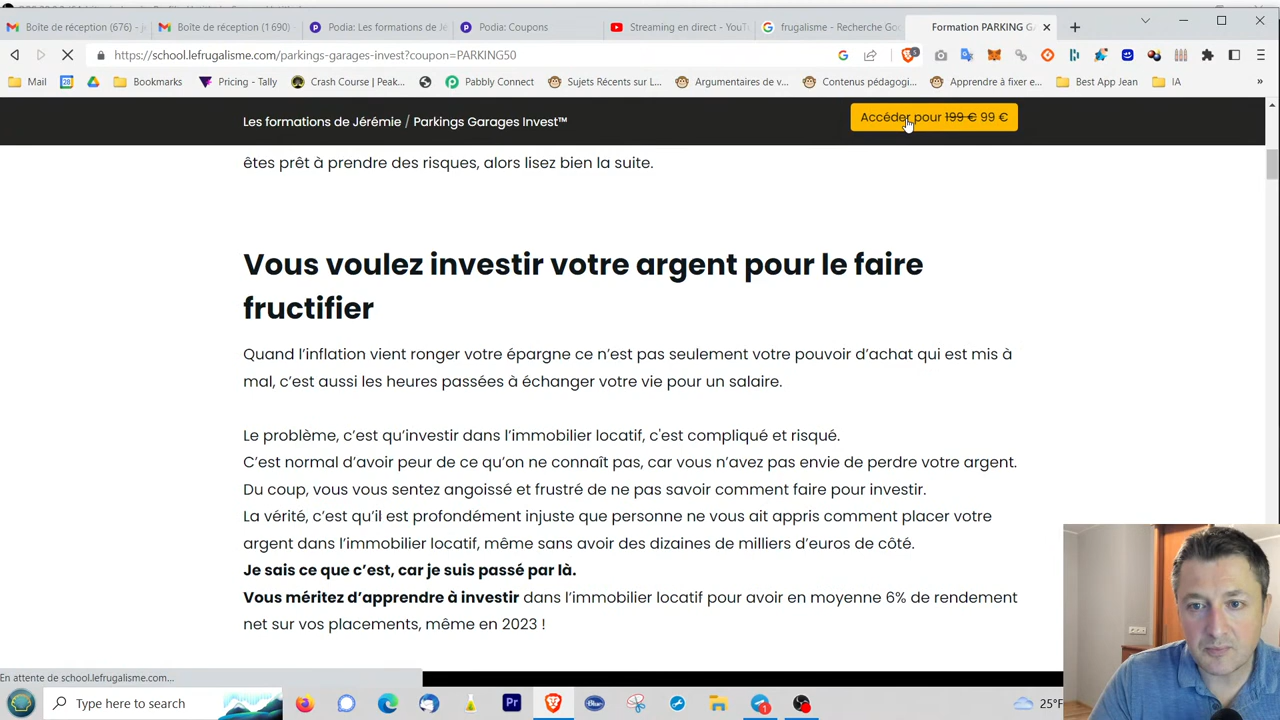 Boîte de réception (676) - je
Boîte de réception (1 690) -
Podia: Les formations de J
Podia: Coupons
Streaming en direct - YouTu
frugalisme - Recherche Goo
Formation PARKING GA
https://school.lefrugalisme.com/parkings-garages-invest?coupon=PARKING50
Mail
Bookmarks
Pricing - Tally
Crash Course | Peak...
Pabbly Connect
Sujets Récents sur L...
Argumentaires de v...
Contenus pédagogi...
Apprendre à fixer e...
Best App Jean
IA
»
Les formations de Jérémie / Parkings Garages Invest™
Accéder pour 199 € 99 €
êtes prêt à prendre des risques, alors lisez bien la suite.
Vous voulez investir votre argent pour le faire
fructifier
Quand l’inflation vient ronger votre épargne ce n’est pas seulement votre pouvoir d’achat qui est mis à
mal, c’est aussi les heures passées à échanger votre vie pour un salaire.
Le problème, c’est qu’investir dans l’immobilier locatif, c'est compliqué et risqué.
C’est normal d’avoir peur de ce qu’on ne connaît pas, car vous n’avez pas envie de perdre votre argent.
Du coup, vous vous sentez angoissé et frustré de ne pas savoir comment faire pour investir.
La vérité, c’est qu’il est profondément injuste que personne ne vous ait appris comment placer votre
argent dans l’immobilier locatif, même sans avoir des dizaines de milliers d’euros de côté.
Je sais ce que c’est, car je suis passé par là.
Vous méritez d’apprendre à investir dans l’immobilier locatif pour avoir en moyenne 6% de rendement
net sur vos placements, même en 2023 !
En attente de school.lefrugalisme.com...
Type here to search
Pr
25°F